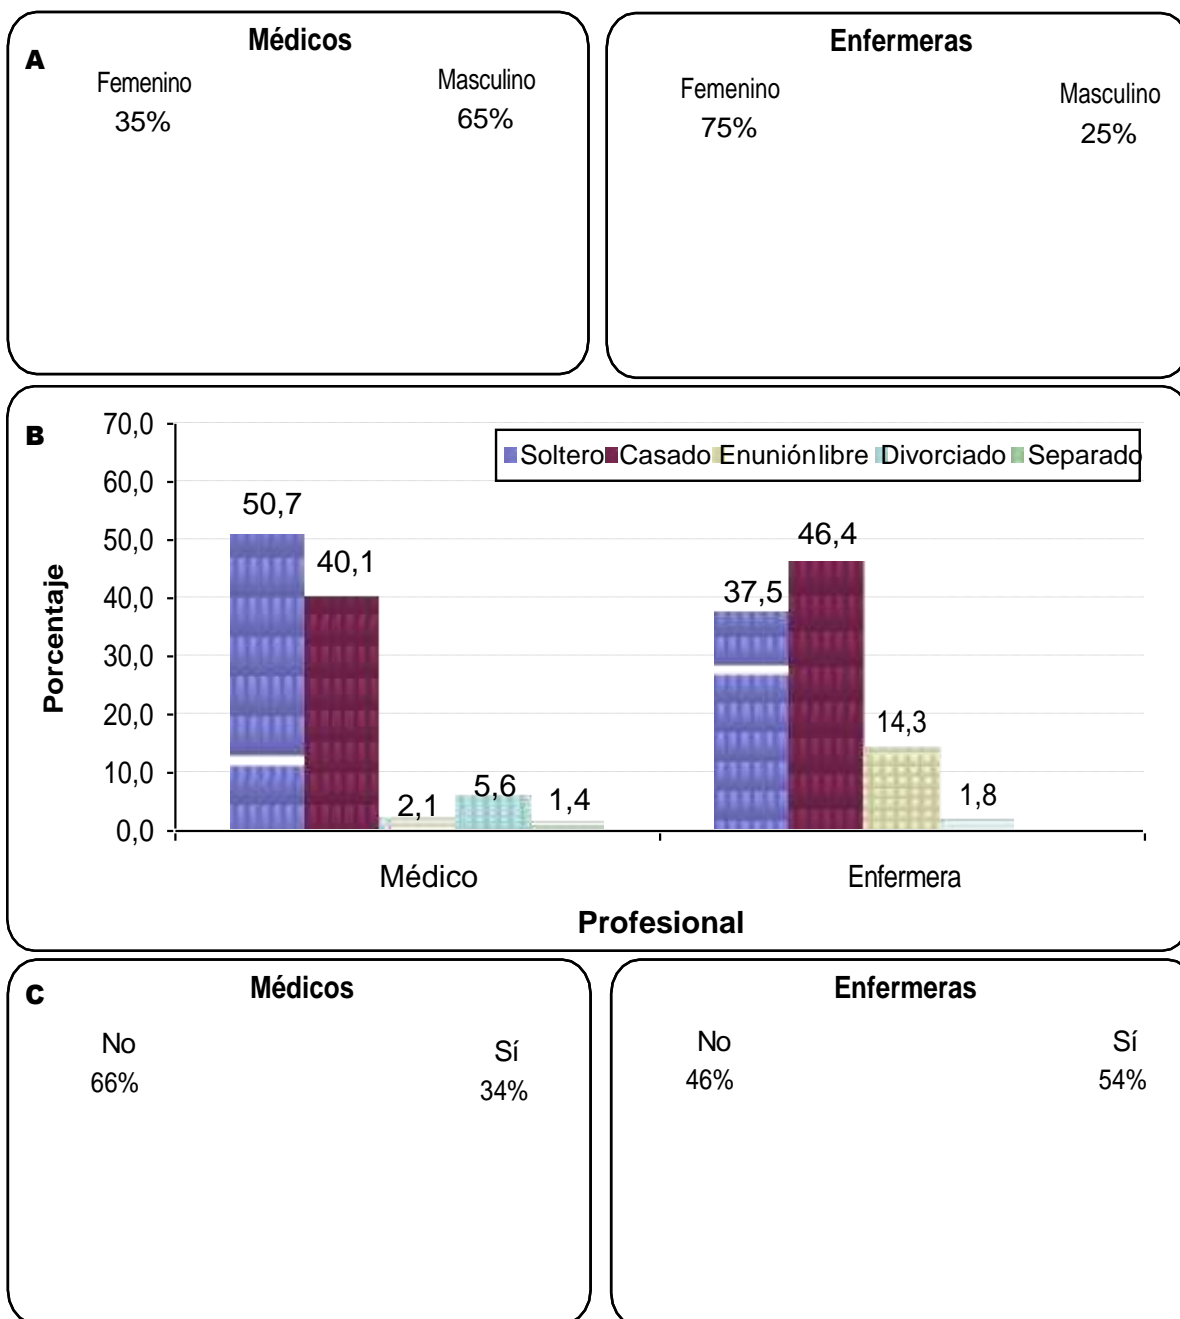 A
Médicos
Femenino
35%
Masculino
65%
Enfermeras
Femenino
75%
Masculino
25%
B
Porcentaje
70,0
60,0
50,0
40,0
30,0
20,0
10,0
0,0
Soltero Casado Enuniónlibre Divorciado Separado
50,7
40,1
2,1
5,6
1,4
37,5
46,4
14,3
1,8
Médico
Enfermera
Profesional
C
Médicos
No
66%
Sí
34%
Enfermeras
No
46%
Sí
54%